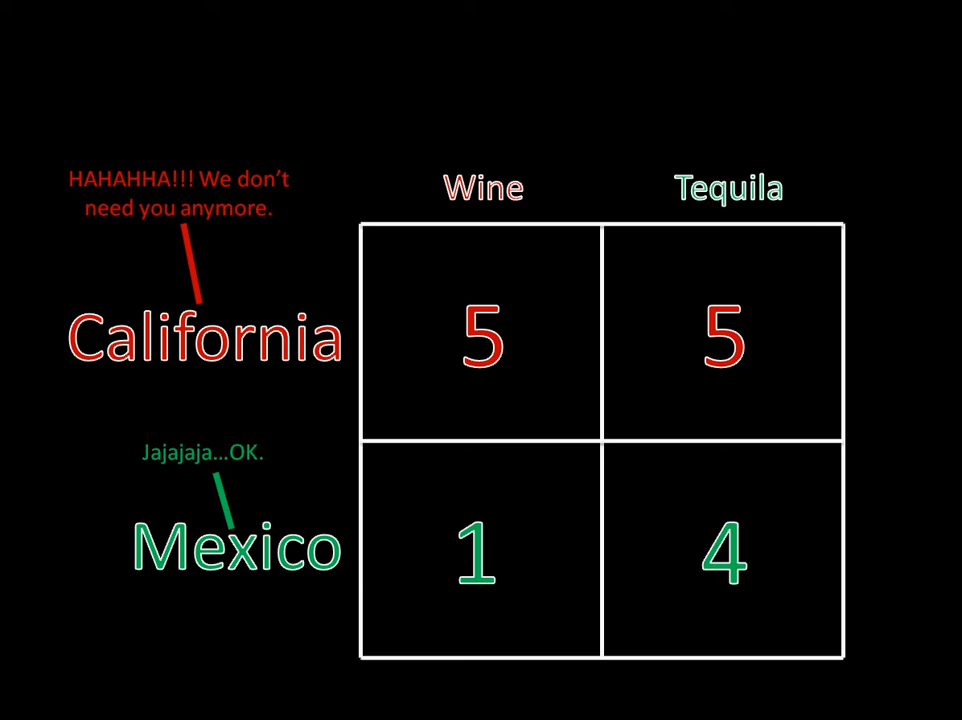 HAHAHHA!!! We don't
need you anymore.
Wine
Tequila
California
5
5
Jajajaja...OK.
Mexico
1
4